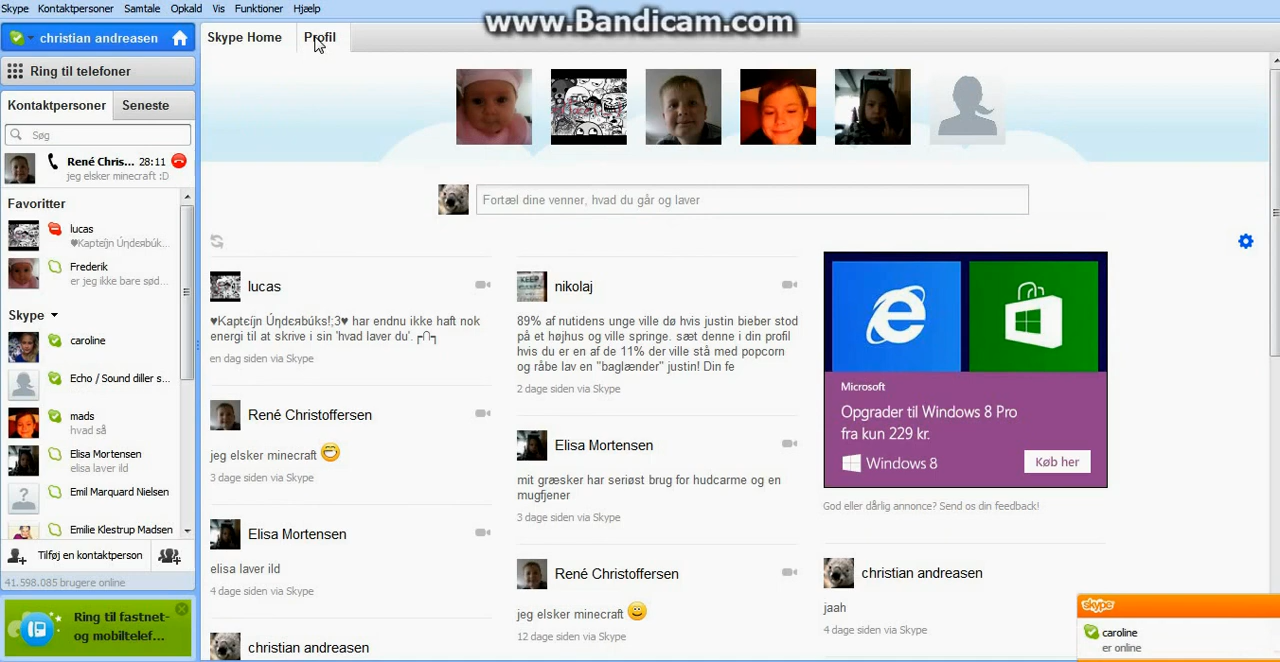 Skype Kontaktpersoner Samtale Opkald Vis Funktioner Hjælp
www.Bandicam.com
christian andreasen
Skype Home Profil
Ring til telefoner
Kontaktpersoner Seneste
Søg
René Chris... 28:11
jeg elsker minecraft :D
Favoritter
lucas
♥Kaptєíjn Úŋdєяbúk...
Frederik
er jeg ikke bare sød...
Skype
caroline
Echo / Sound diller s...
mads
hvad så
Elisa Mortensen
elisa laver ild
Emil Marquard Nielsen
Emilie Klestrup Madsen
Tilføj en kontaktperson
41.598.085 brugere online
Ring til fastnet-
og mobiltelef...
Fortæl dine venner, hvad du går og laver
lucas
♥Kaptєíjn Úŋdєяbúks!;3♥ har endnu ikke haft nok
energi til at skrive i sin 'hvad laver du'. ┌∩┐
en dag siden via Skype
René Christoffersen
jeg elsker minecraft
3 dage siden via Skype
Elisa Mortensen
elisa laver ild
4 dage siden via Skype
christian andreasen
nikolaj
89% af nutidens unge ville dø hvis justin bieber stod
på et højhus og ville springe. sæt denne i din profil
hvis du er en af de 11% der ville stå med popcorn
og råbe lav en "baglænder" justin! Din fe
2 dage siden via Skype
Elisa Mortensen
mit græsker har seriøst brug for hudcarme og en
mugfjener
3 dage siden via Skype
René Christoffersen
jeg elsker minecraft
12 dage siden via Skype
Microsoft
Opgrader til Windows 8 Pro
fra kun 229 kr.
Windows 8
Køb her
God eller dårlig annonce? Send os din feedback!
christian andreasen
jaah
4 dage siden via Skype
skype
caroline
er online